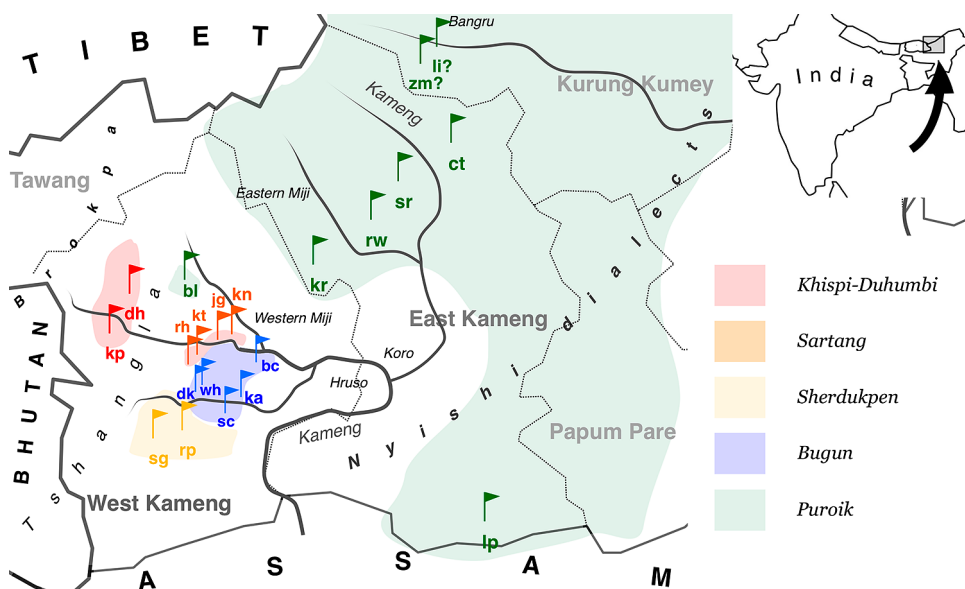 T I B E T
Bangru
li?
zm?
Kurung Kumey
Kameng
ct
India
Tawang
Brokpa
Eastern Miji
sr
rw
kr
bl
dh
kp
jg
kn
kt
rh
Western Miji
East Kameng
bc
Koro
Hruso
dk
wh
ka
sc
sg
rp
Kameng
Nyishi dialects
Papum Pare
BHUTAN
Tshangla
West Kameng
lp
A S S A M
Khispi-Duhumbi
Sartang
Sherdukpen
Bugun
Puroik